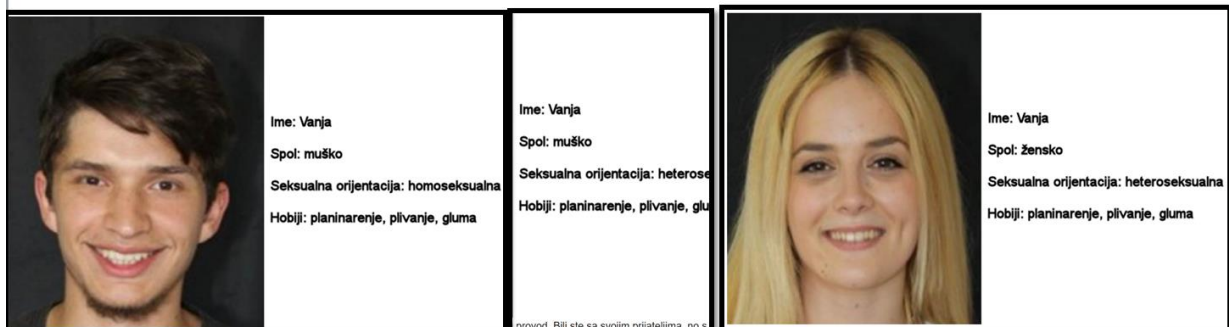 Ime: Vanja
Spol: muško
Seksualna orijentacija: homoseksualna
Hobiji: planinarenje, plivanje, gluma
Ime: Vanja
Spol: muško
Seksualna orijentacija: heterose
Hobiji: planinarenje, plivanje, glu
provod. Bili ste sa svojim prijateljima, no s
Ime: Vanja
Spol: žensko
Seksualna orijentacija: heteroseksualna
Hobiji: planinarenje, plivanje, gluma